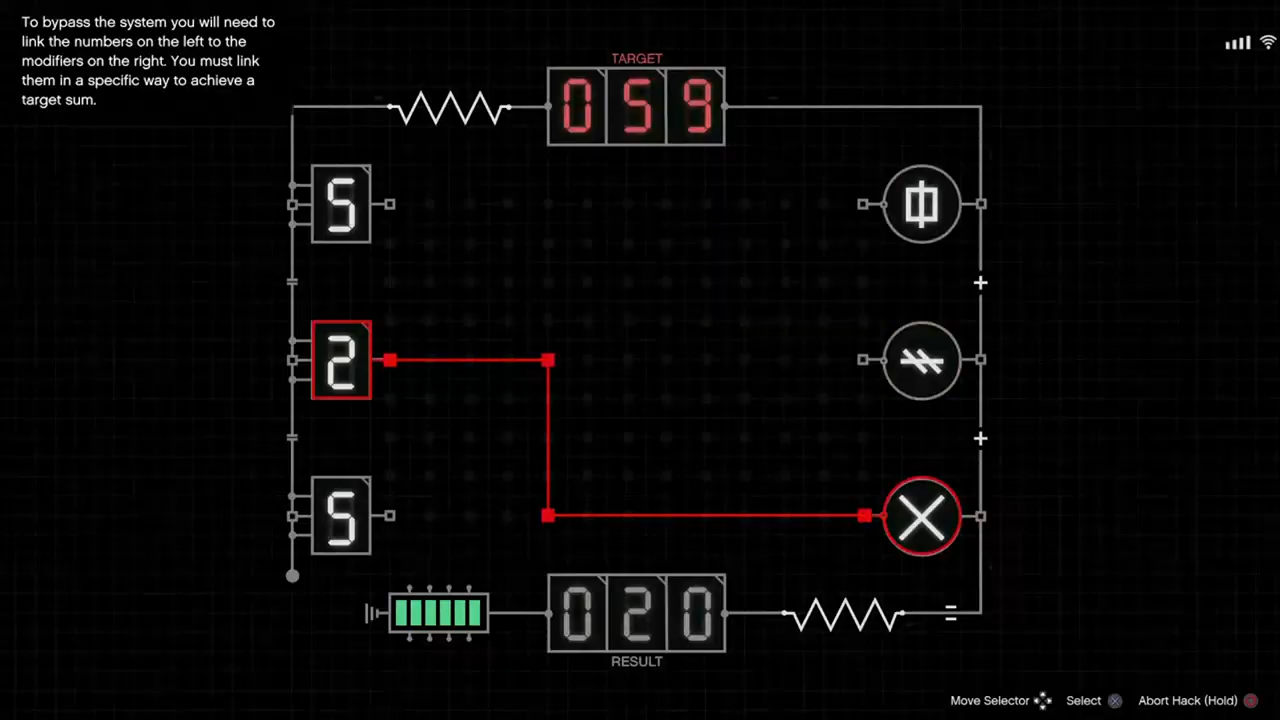 To bypass the system you will need to
link the numbers on the left to the
modifiers on the right. You must link
them in a specific way to achieve a
target sum.
TARGET
059
5
+
2
+
5
X
=
020
RESULT
Move Selector Select Abort Hack (Hold)